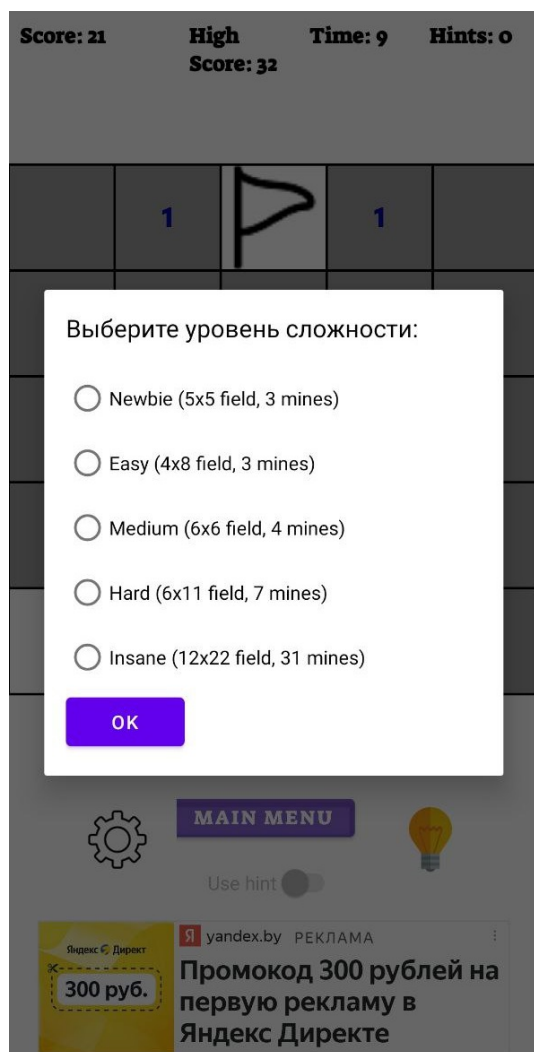 Score: 21 High Time: 9 Hints: 0
Score: 32
1 1
Выберите уровень сложности:
Newbie (5x5 field, 3 mines)
Easy (4x8 field, 3 mines)
Medium (6x6 field, 4 mines)
Hard (6x11 field, 7 mines)
Insane (12x22 field, 31 mines)
OK
MAIN MENU
Use hint
Яндекс Директ
300 руб.
Я yandex.by РЕКЛАМА
Промокод 300 рублей на
первую рекламу в
Яндекс Директе